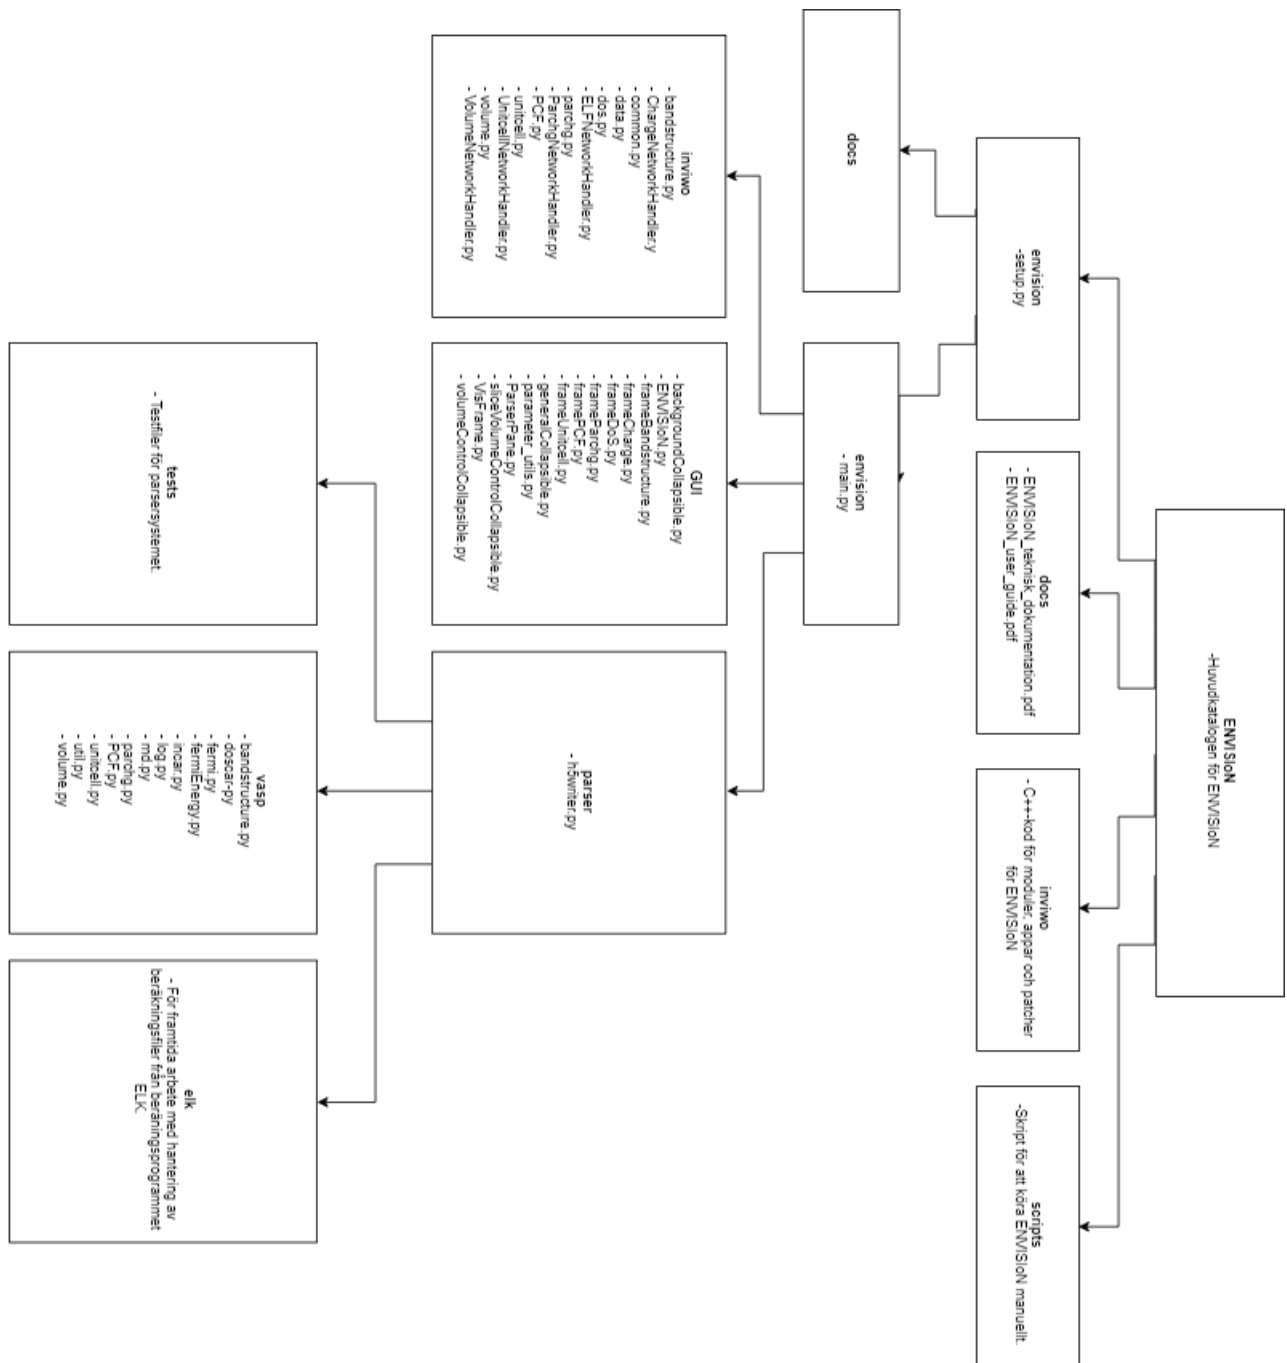 ENVISIoN
-Huvudkatalogen för ENVISIoN
envision
-setup.py
docs
- ENVISIoN_teknisk_dokumentation.pdf
- ENVISIoN_user_guide.pdf
inviwo
- C++-kod för moduler, appar och patcher
för ENVISIoN
scripts
-Skript för att köra ENVISIoN manuellt.
docs
envision
- main.py
inviwo
- bandstructure.py
- ChargeNetworkHandler.y
- common.py
- data.py
- dos.py
- ELFNetworkHandler.py
- parchg.py
- ParchgNetworkHandler.py
- PCF.py
- unitcell.py
- UnitcellNetworkHandler.py
- volume.py
- VolumeNetworkHandler.py
GUI
- backgroundCollapsible.py
- ENVISIoN.py
- frameBandstructure.py
- frameCharge.py
- frameDoS.py
- frameParchg.py
- framePCF.py
- frameUnitcell.py
- generalCollapsible.py
- parameter_utils.py
- ParserPane.py
- sliceVolumeControlCollapsible.py
- VisFrame.py
- volumeControlCollapsible.py
parser
- h5writer.py
tests
- Testfiler för parsersystemet.
vasp
- bandstructure.py
- doscar-py
- fermi.py
- fermiEnergy.py
- incar.py
- log.py
- md.py
- parchg.py
- PCF.py
- unitcell.py
- util.py
- volume.py
elk
- För framtida arbete med hantering av
beräkningsfiler från beräningsprogrammet
ELK.